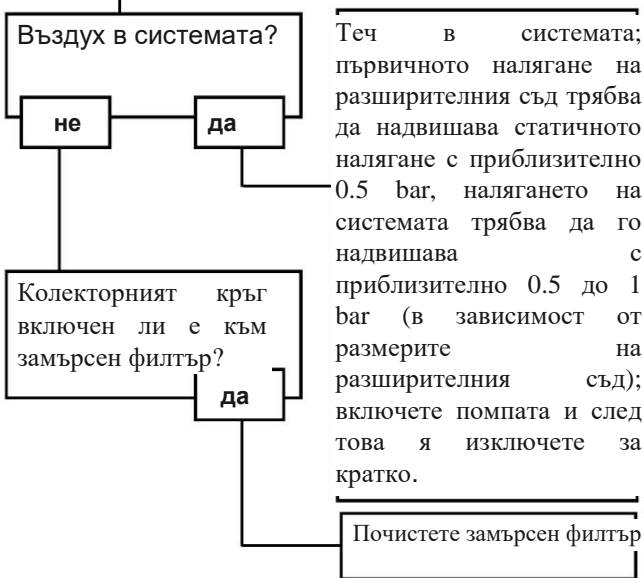 Въздух в системата?
не
да
Теч в системата;
първичното налягане на
разширителния съд трябва
да надвишава статичното
налягане с приблизително
0.5 bar, налягането на
системата трябва да го
надвишава с
приблизително 0.5 до 1
bar (в зависимост от
размерите на
разширителния съд);
включете помпата и след
това я изключете за
кратко.
Колекторният кръг
включен ли е към
замърсен филтър?
да
Почистете замърсен филтър